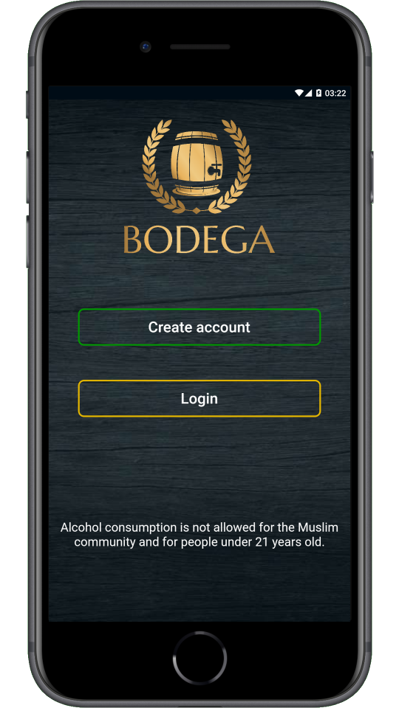 03:22
BODEGA
Create account
Login
Alcohol consumption is not allowed for the Muslim
community and for people under 21 years old.